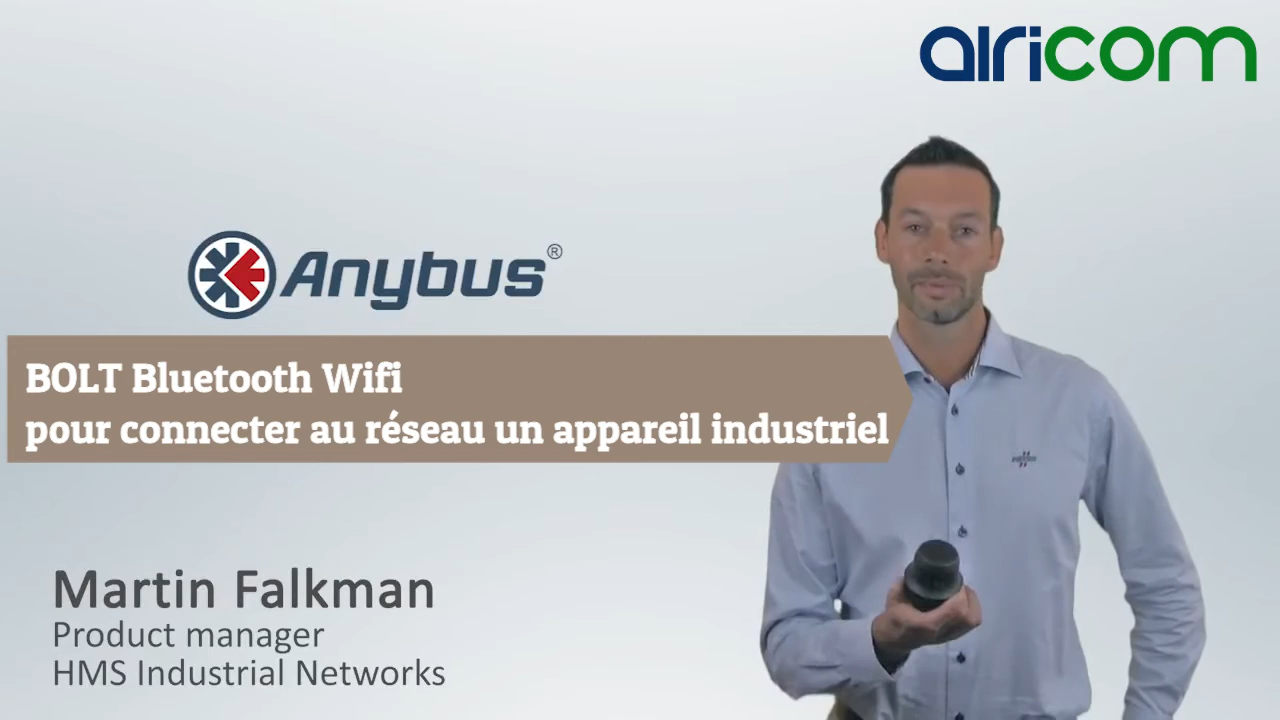 airicom
Anybus®
BOLT Bluetooth Wifi
pour connecter au réseau un appareil industriel
Martin Falkman
Product manager
HMS Industrial Networks